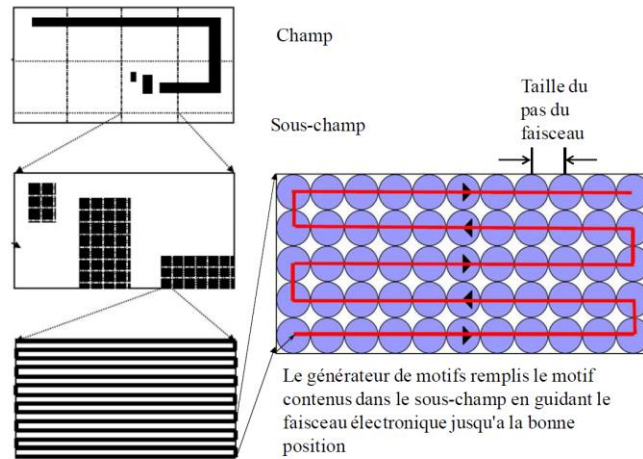 Champ
Taille du
pas du
faisceau
Sous-champ
Le générateur de motifs remplis le motif
contenus dans le sous-champ en guidant le
faisceau électronique jusqu'a la bonne
position